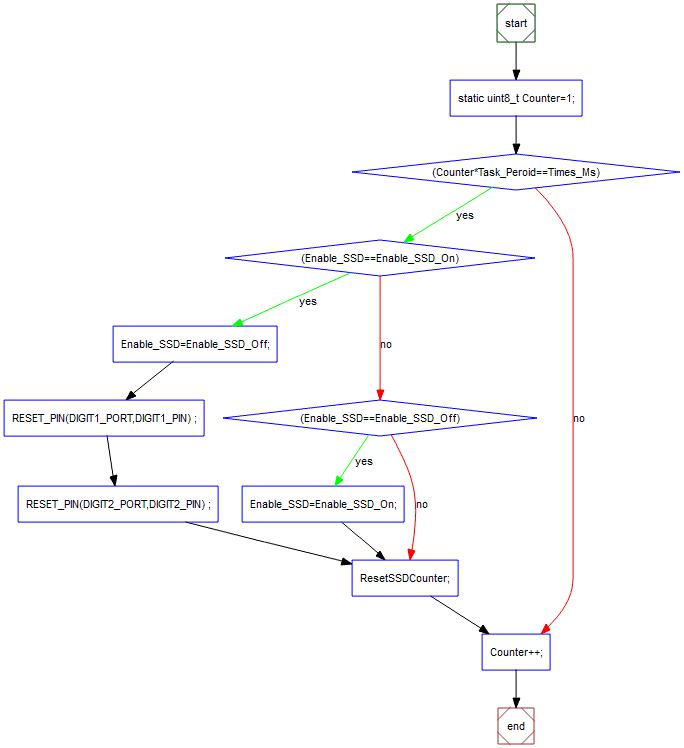 start
static uint8_t Counter=1;
(Counter*Task_Peroid==Times_Ms)
yes
(Enable_SSD==Enable_SSD_On)
yes
Enable_SSD=Enable_SSD_Off;
no
RESET_PIN(DIGIT1_PORT,DIGIT1_PIN) ;
(Enable_SSD==Enable_SSD_Off)
no
yes
RESET_PIN(DIGIT2_PORT,DIGIT2_PIN) ;
Enable_SSD=Enable_SSD_On;
no
ResetSSDCounter;
Counter++;
end